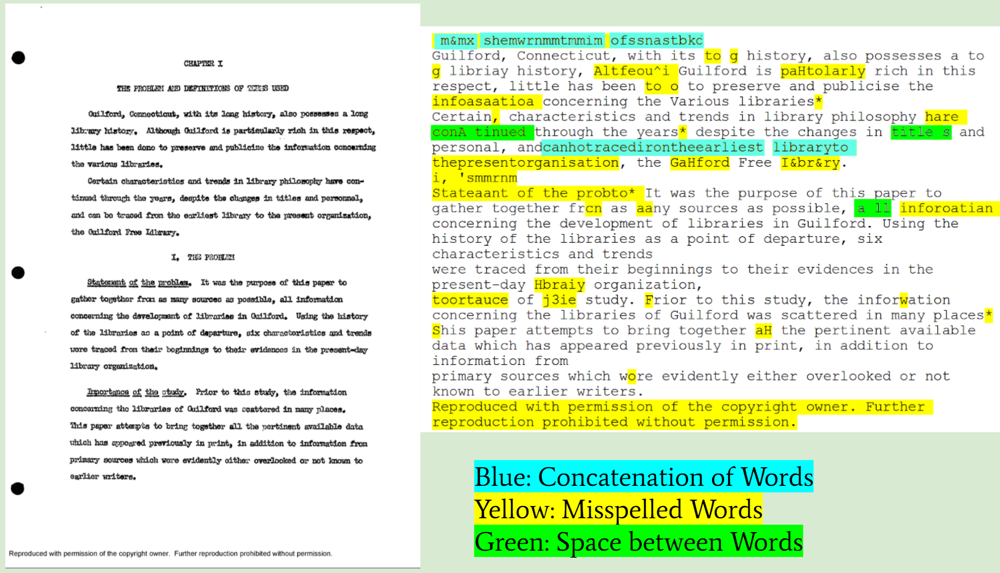 CHAPTER I
THE PROBLEM AND DEFINITIONS OF TERMS USED
Guilford, Connecticut, with its long history, also possesses a long
library history. Although Guilford is particularly rich in this respect,
little has been done to preserve and publicize the information concerning
the various libraries.
Certain characteristics and trends in library philosophy have con-
tinued through the years, despite the changes in titles and personnel,
and can be traced from the earliest library to the present organization,
the Guilford Free Library.
I. THE PROBLEM
Statement of the problem. It was the purpose of this paper to
gather together from as many sources as possible, all information
concerning the development of libraries in Guilford. Using the history
of the libraries as a point of departure, six characteristics and trends
were traced from their beginnings to their evidences in the present-day
library organization.
Importance of the study. Prior to this study, the information
concerning the libraries of Guilford was scattered in many places.
This paper attempts to bring together all the pertinent available data
which has appeared previously in print, in addition to information from
primary sources which were evidently either overlooked or not known to
earlier writers.
Reproduced with permission of the copyright owner. Further reproduction prohibited without permission.
m&mx shemwrnmmtmmim ofssnastbkc
Guilford, Connecticut, with its to g history, also possesses a to
g libriay history, Altfeou^i Guilford is paHtolarly rich in this
respect, little has been to o to preserve and publicise the
infoasaatioa concerning the Various libraries*
Certain, characteristics and trends in library philosophy hare
conA tinued through the years* despite the changes in title s and
personal, andcanhotracedirontheearliest libraryto
thepresentorganisation, the GaHford Free I&br&ry.
i, 'smmrnm
Stateaant of the probto* It was the purpose of this paper to
gather together frcn as aany sources as possible, a ll inforoatian
concerning the development of libraries in Guilford. Using the
history of the libraries as a point of departure, six
characteristics and trends
were traced from their beginnings to their evidences in the
present-day Hbraiy organization,
toortauce of j3ie study. Frior to this study, the inforwation
concerning the libraries of Guilford was scattered in many places*
Shis paper attempts to bring together aH the pertinent available
data which has appeared previously in print, in addition to
information from
primary sources which wore evidently either overlooked or not
known to earlier writers.
Reproduced with permission of the copyright owner. Further
reproduction prohibited without permission.
Blue: Concatenation of Words
Yellow: Misspelled Words
Green: Space between Words